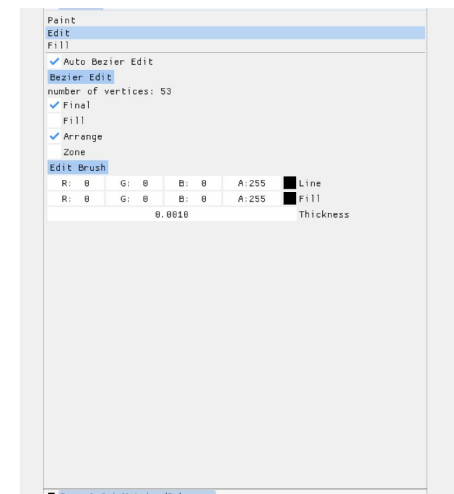 Paint
Edit
Fill
Auto Bezier Edit
Bezier Edit
number of vertices: 53
Final
Fill
Arrange
Zone
Edit Brush
R: 0 G: 0 B: 0 A:255 Line
R: 0 G: 0 B: 0 A:255 Fill
0.0010 Thickness